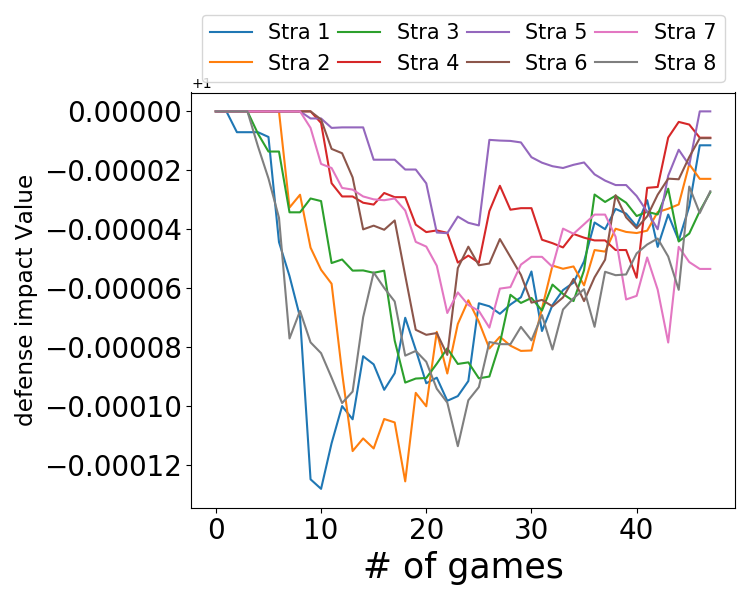 Stra 1 Stra 3 Stra 5 Stra 7
Stra 2 Stra 4 Stra 6 Stra 8
+1
0.00000
−0.00002
−0.00004
−0.00006
−0.00008
−0.00010
−0.00012
defense impact Value
0 10 20 30 40
# of games